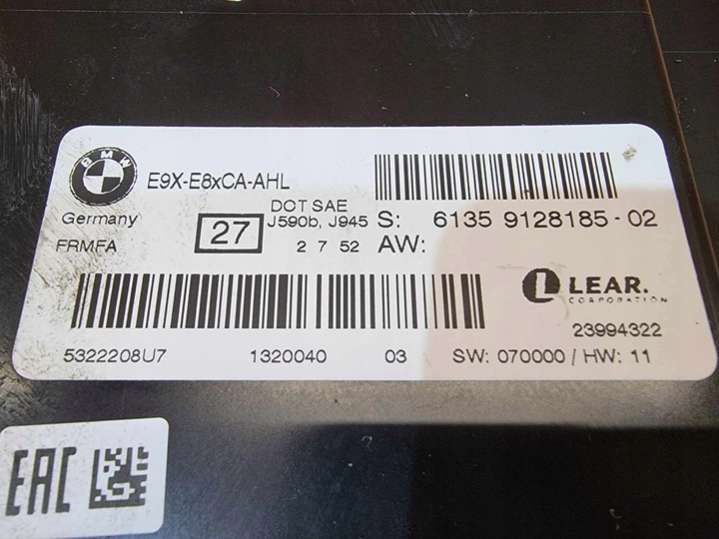 BMW
E9X-E8xCA-AHL
Germany
27
DOT SAE
J590b, J945
S: 6135 9128185-02
FRMFA
2 7 52
AW:
L LEAR.
CORPORATION
23994322
5322208U7 1320040 03 SW: 070000 / HW: 11
EAC